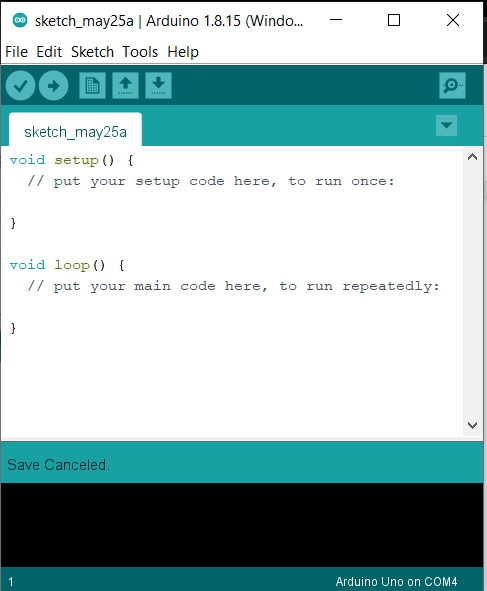 sketch_may25a | Arduino 1.8.15 (Windo...
File Edit Sketch Tools Help
sketch_may25a
void setup() {
  // put your setup code here, to run once:
}
void loop() {
  // put your main code here, to run repeatedly:
}
Save Canceled.
1 Arduino Uno on COM4